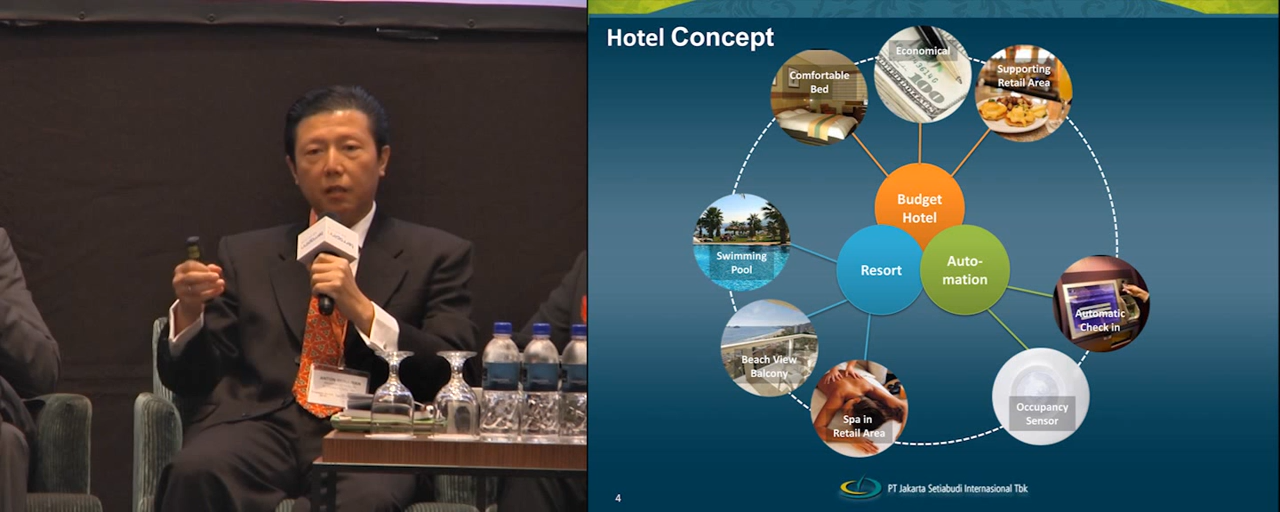 Hotel Concept
Economical
Comfortable
Bed
Supporting
Retail Area
Budget
Hotel
Swimming
Pool
Resort
Auto-
mation
Automatic
Check in
Beach View
Balcony
Spa in
Retail Area
Occupancy
Sensor
4
PT Jakarta Setiabudi Internasional Tbk